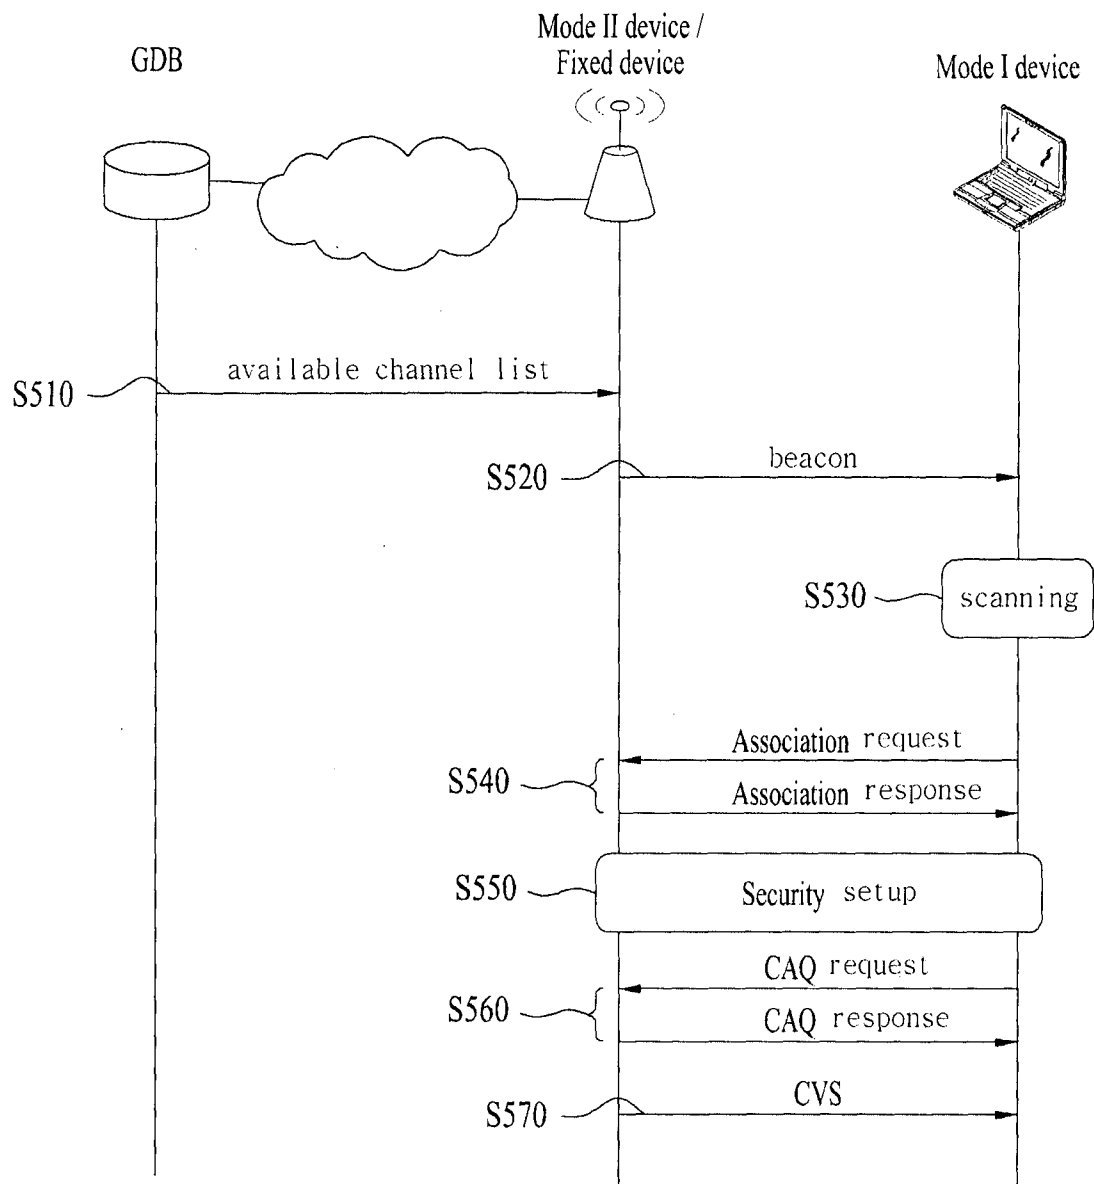 Mode II device /
Fixed device
GDB
Mode I device
available channel list
S510
beacon
S520
S530
scanning
Association request
S540
Association response
S550
Security setup
CAQ request
S560
CAQ response
CVS
S570